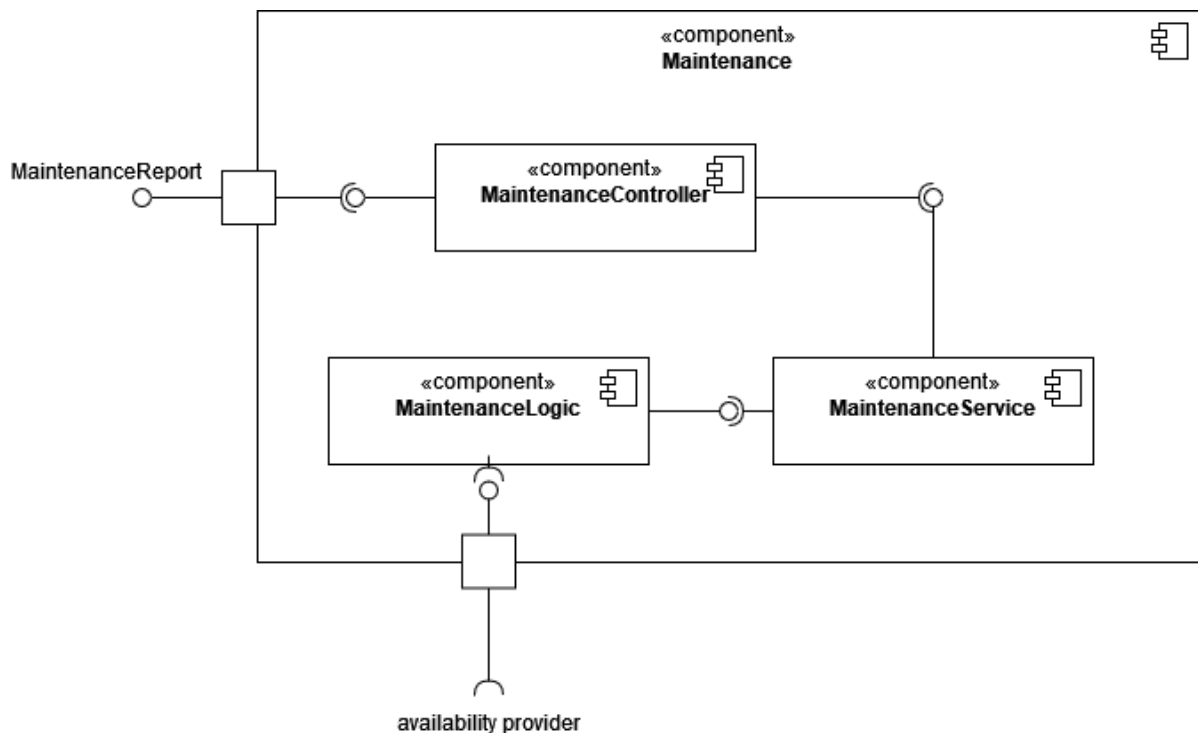 «component»
Maintenance
MaintenanceReport
«component»
MaintenanceController
«component»
MaintenanceLogic
«component»
MaintenanceService
availability provider